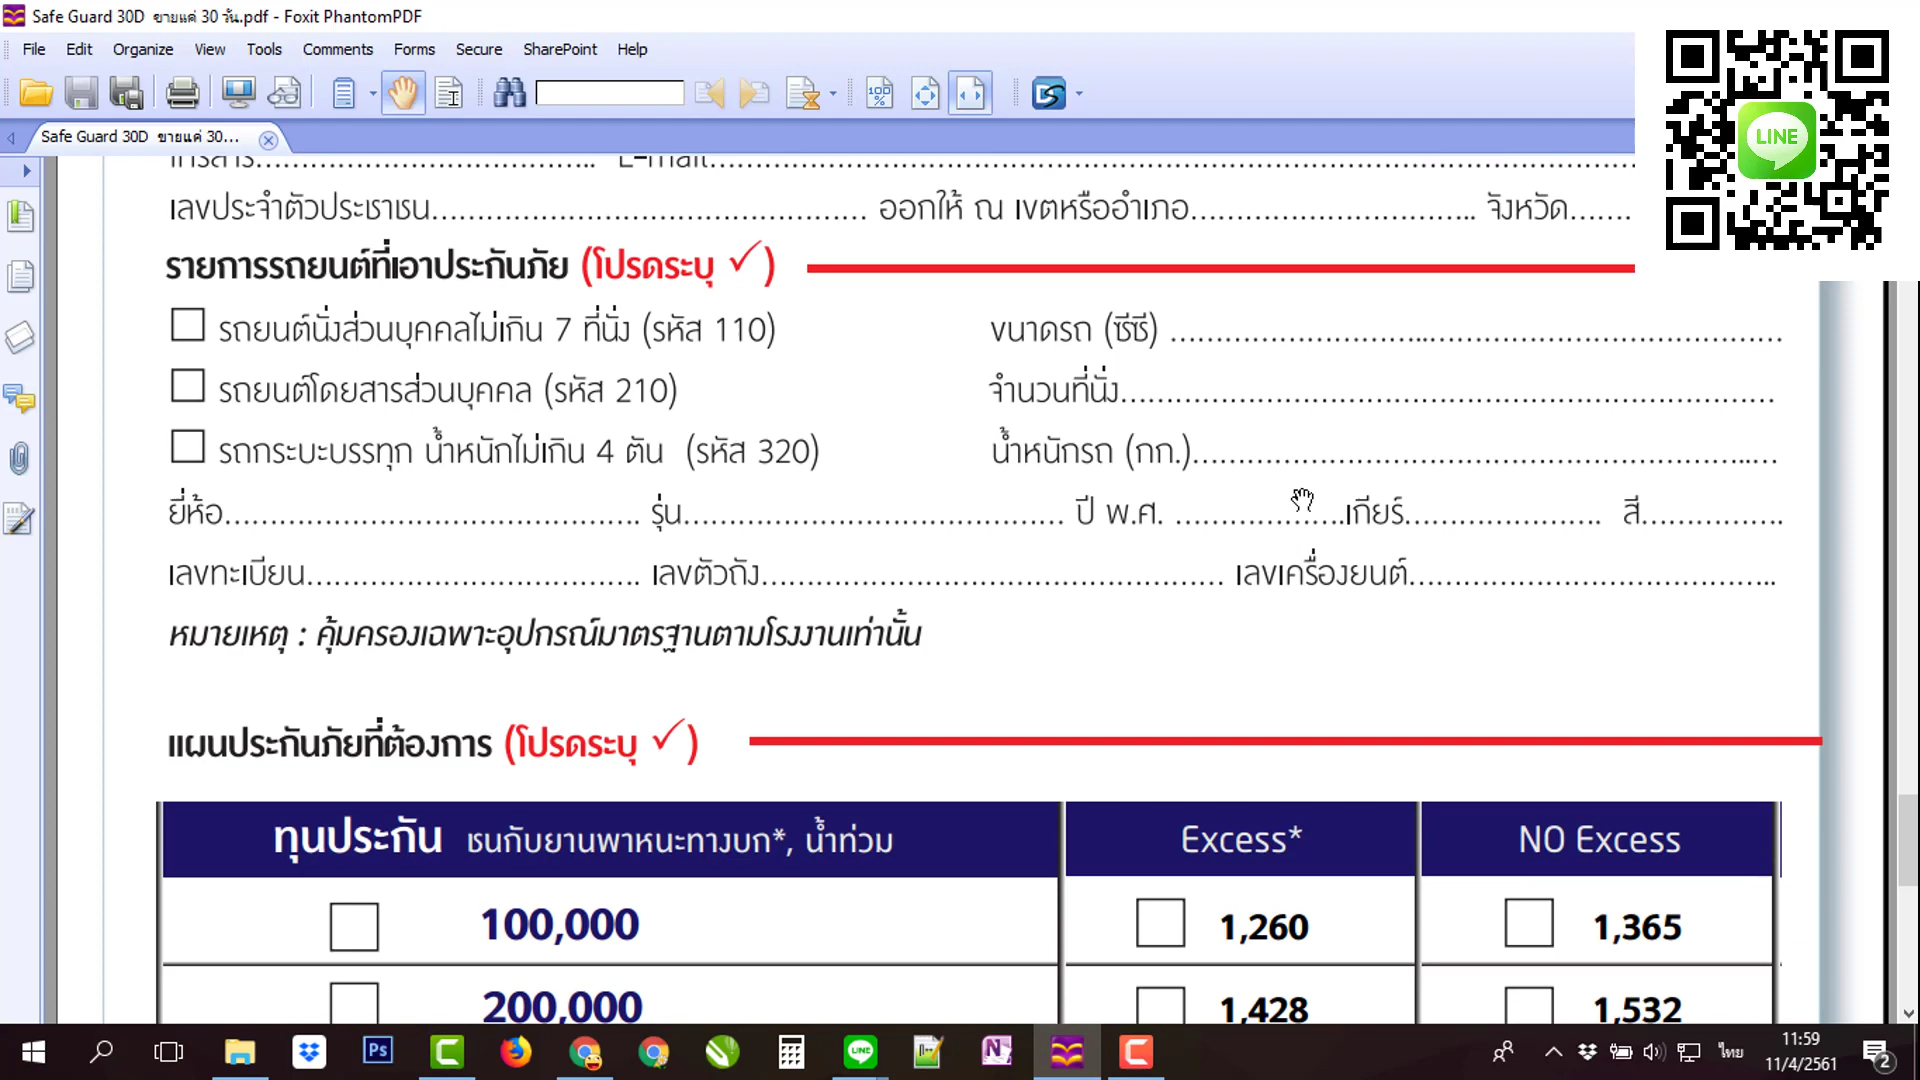 Safe Guard 30D ขายแค่ 30 วัน.pdf - Foxit PhantomPDF
File Edit Organize View Tools Comments Forms Secure SharePoint Help
Safe Guard 30D ขายแค่ 30...
LINE
โทรสาร.......... E-mail..........
เลขประจำตัวประชาชน.......... ออกให้ ณ เขตหรืออำเภอ.......... จังหวัด.......
รายการรถยนต์ที่เอาประกันภัย (โปรดระบุ ✓)
รถยนต์นั่งส่วนบุคคลไม่เกิน 7 ที่นั่ง (รหัส 110) ขนาดรถ (ซีซี) ..........
รถยนต์โดยสารส่วนบุคคล (รหัส 210) จำนวนที่นั่ง..........
รถกระบะบรรทุก น้ำหนักไม่เกิน 4 ตัน (รหัส 320) น้ำหนักรถ (กก.)..........
ยี่ห้อ.......... รุ่น.......... ปี พ.ศ. ..........เกียร์.......... สี..........
เลขทะเบียน.......... เลขตัวถัง.......... เลขเครื่องยนต์..........
หมายเหตุ : คุ้มครองเฉพาะอุปกรณ์มาตรฐานตามโรงงานเท่านั้น
แผนประกันภัยที่ต้องการ (โปรดระบุ ✓)
ทุนประกัน ชนกับยานพาหนะทางบก*, น้ำท่วม Excess* NO Excess
100,000 1,260 1,365
200,000 1,428 1,532
ไทย
11:59
11/4/2561
2